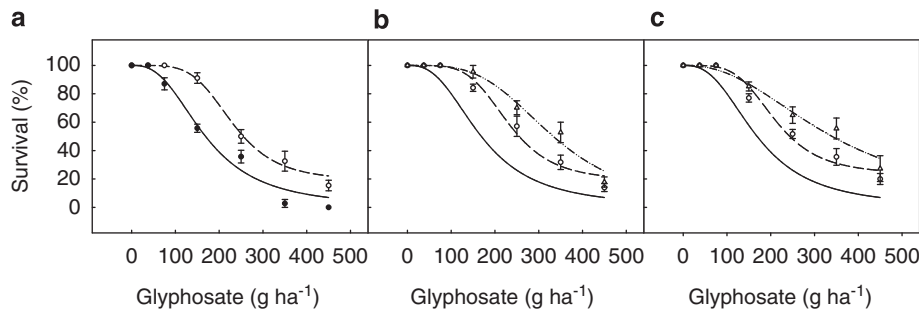 a b c
100
80
60
40
20
0
Survival (%)
0 100 200 300 400 500 0 100 200 300 400 500 0 100 200 300 400 500
Glyphosate (g ha⁻¹) Glyphosate (g ha⁻¹) Glyphosate (g ha⁻¹)